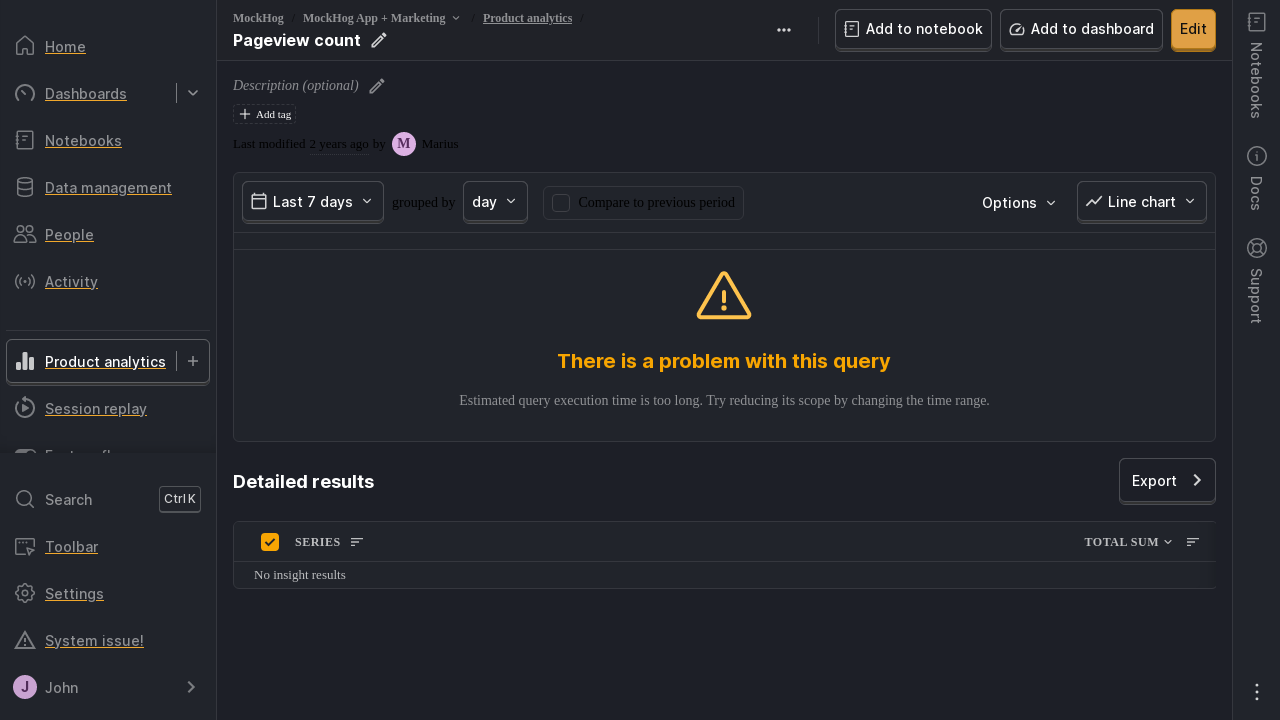 Home
Dashboards
Notebooks
Data management
People
Activity
Product analytics
Session replay
Search
Ctrl K
Toolbar
Settings
System issue!
J
John
MockHog / MockHog App + Marketing / Product analytics /
Pageview count
Add to notebook
Add to dashboard
Edit
Description (optional)
Add tag
Last modified 2 years ago by M Marius
Last 7 days grouped by day Compare to previous period
Options
Line chart
There is a problem with this query
Estimated query execution time is too long. Try reducing its scope by changing the time range.
Detailed results
Export
SERIES
TOTAL SUM
No insight results
Notebooks
Docs
Support